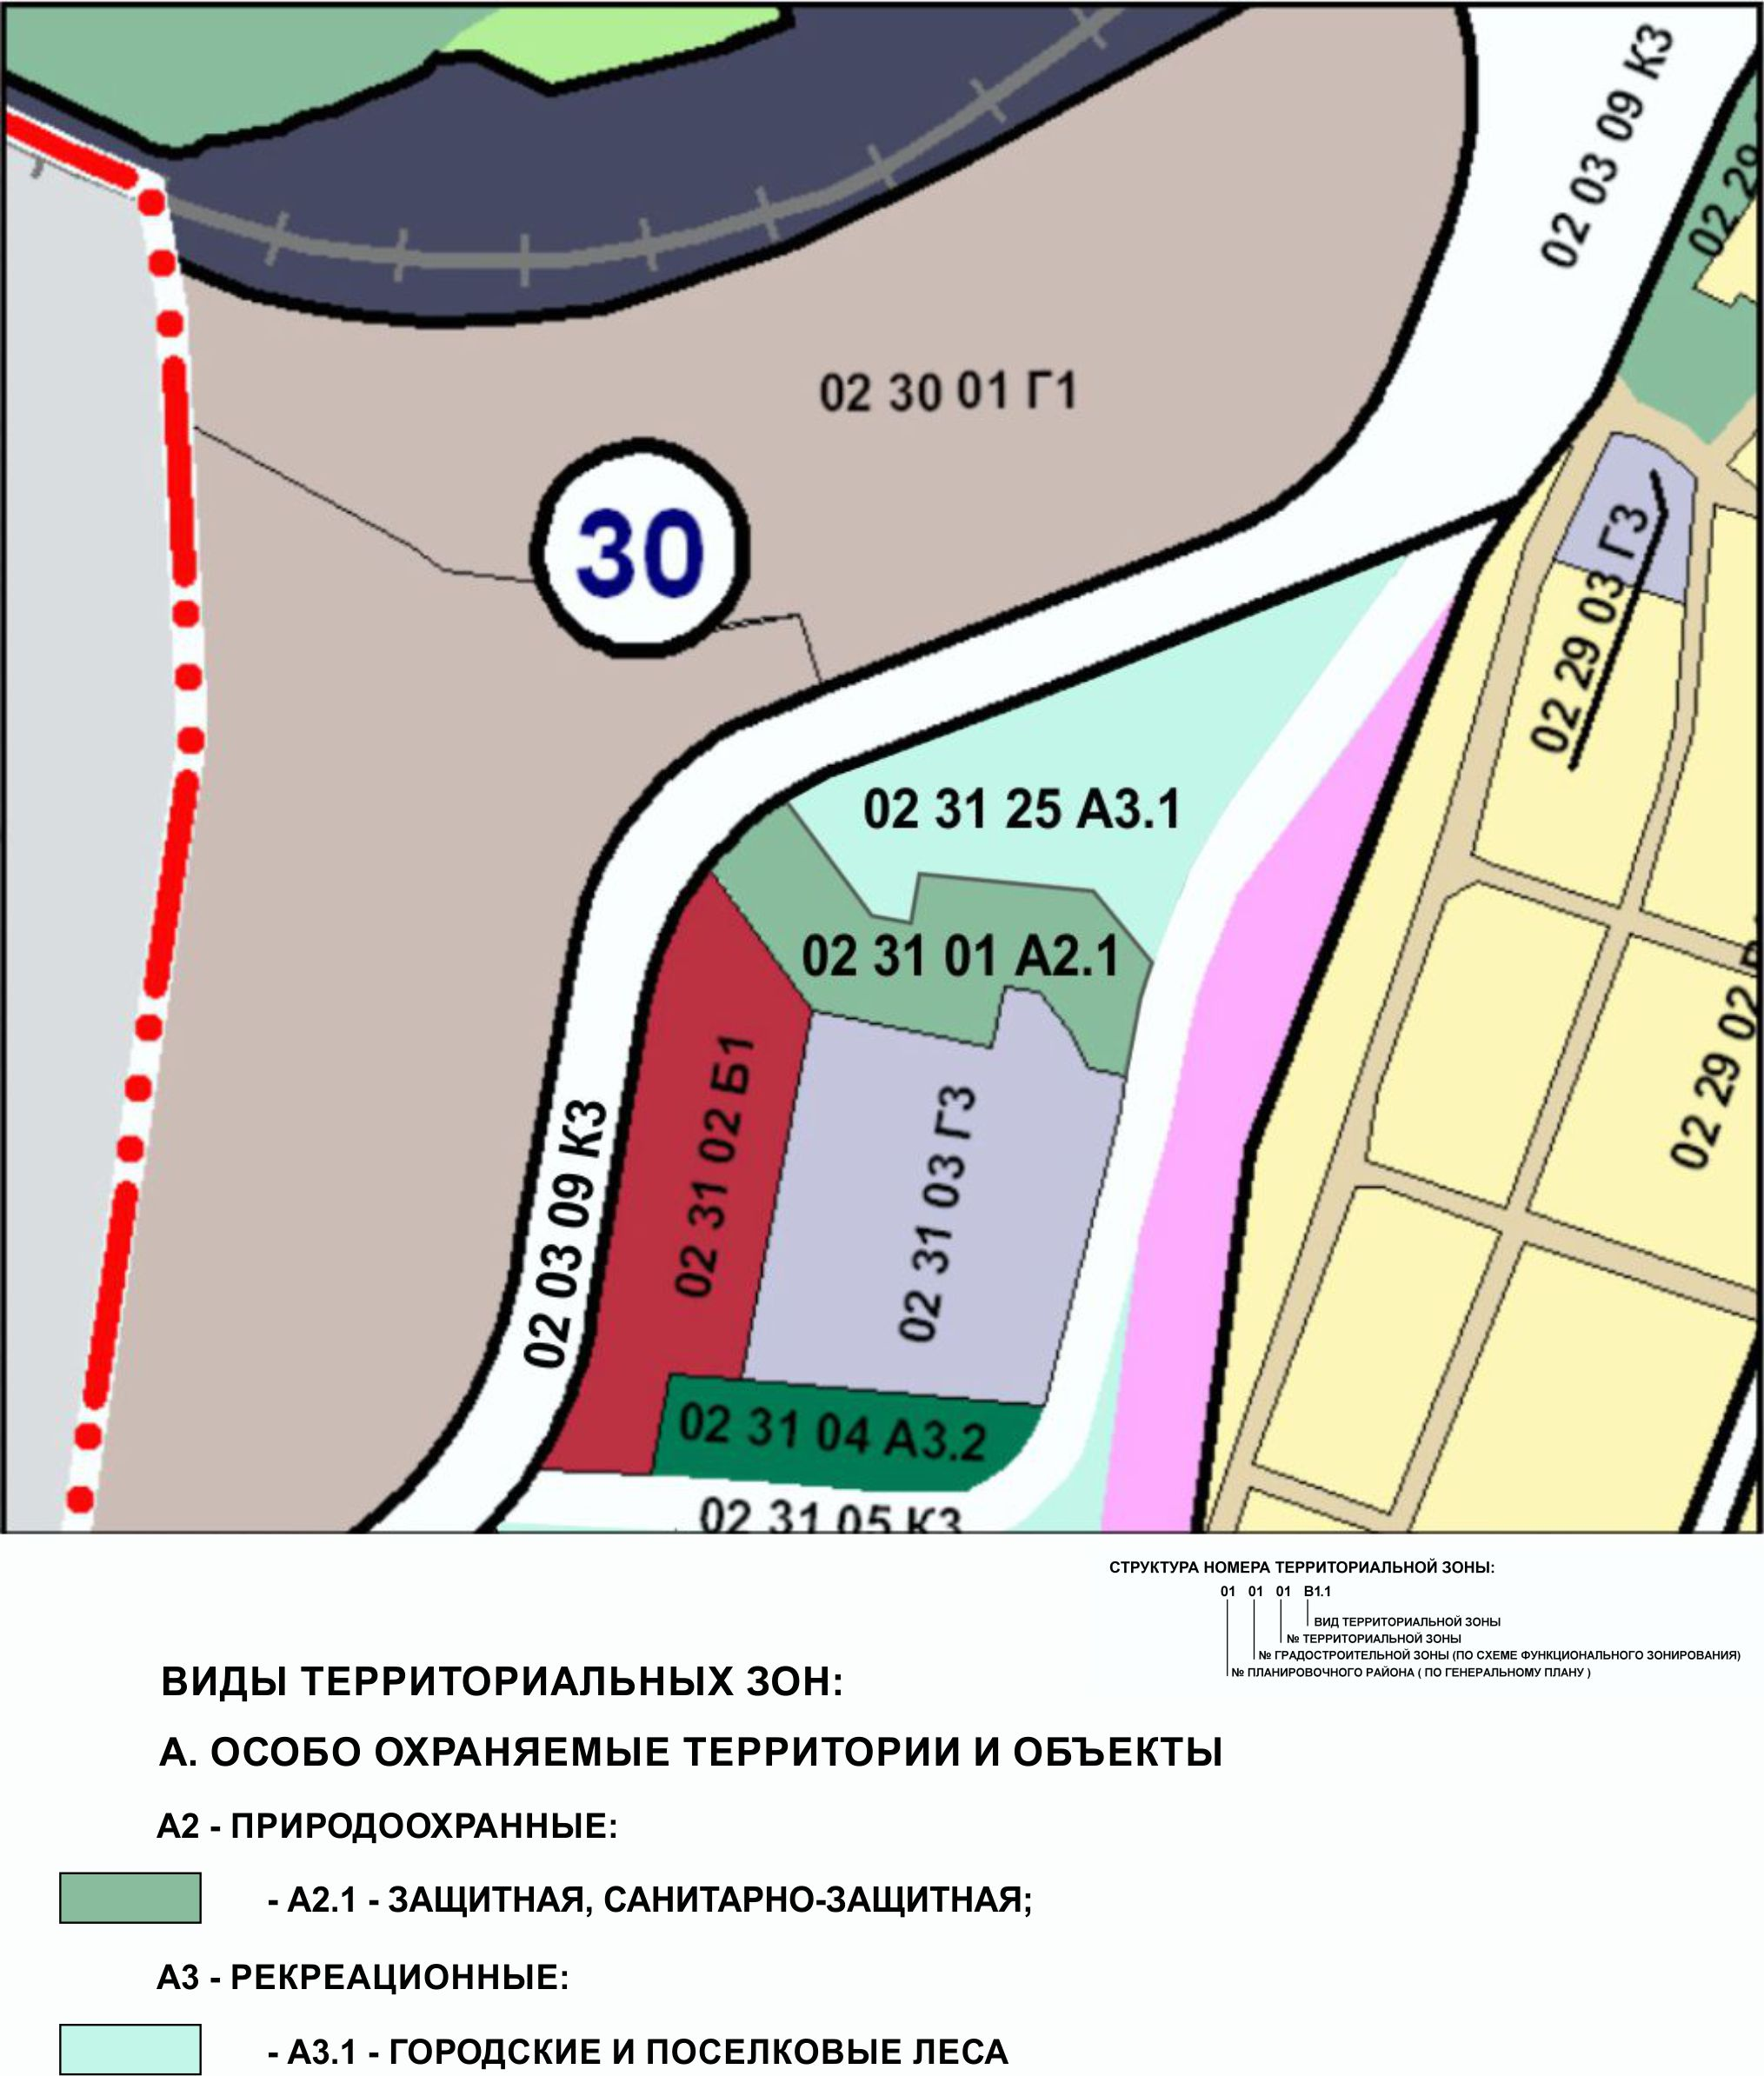 02 03 09 К3
02 29
02 30 01 Г1
30
02 29 03 Г3
02 31 25 А3.1
02 31 01 А2.1
02 29 02
02 31 02 Б1
02 31 03 Г3
02 03 09 К3
02 31 04 А3.2
02 31 05 К3
СТРУКТУРА НОМЕРА ТЕРРИТОРИАЛЬНОЙ ЗОНЫ:
01 01 01 В1.1
ВИД ТЕРРИТОРИАЛЬНОЙ ЗОНЫ
№ ТЕРРИТОРИАЛЬНОЙ ЗОНЫ
№ ГРАДОСТРОИТЕЛЬНОЙ ЗОНЫ (ПО СХЕМЕ ФУНКЦИОНАЛЬНОГО ЗОНИРОВАНИЯ)
№ ПЛАНИРОВОЧНОГО РАЙОНА ( ПО ГЕНЕРАЛЬНОМУ ПЛАНУ )
ВИДЫ ТЕРРИТОРИАЛЬНЫХ ЗОН:
А. ОСОБО ОХРАНЯЕМЫЕ ТЕРРИТОРИИ И ОБЪЕКТЫ
А2 - ПРИРОДООХРАННЫЕ:
- А2.1 - ЗАЩИТНАЯ, САНИТАРНО-ЗАЩИТНАЯ;
А3 - РЕКРЕАЦИОННЫЕ:
- А3.1 - ГОРОДСКИЕ И ПОСЕЛКОВЫЕ ЛЕСА